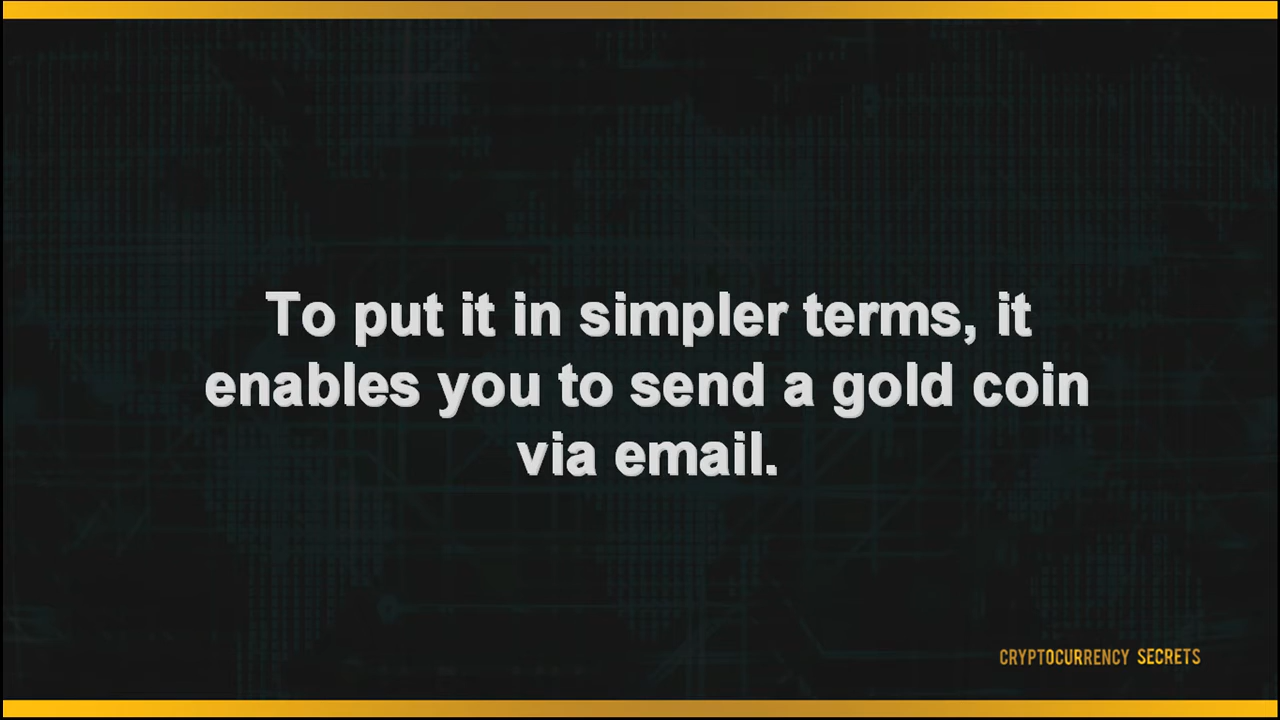 To put it in simpler terms, it
enables you to send a gold coin
via email.
CRYPTOCURRENCY SECRETS